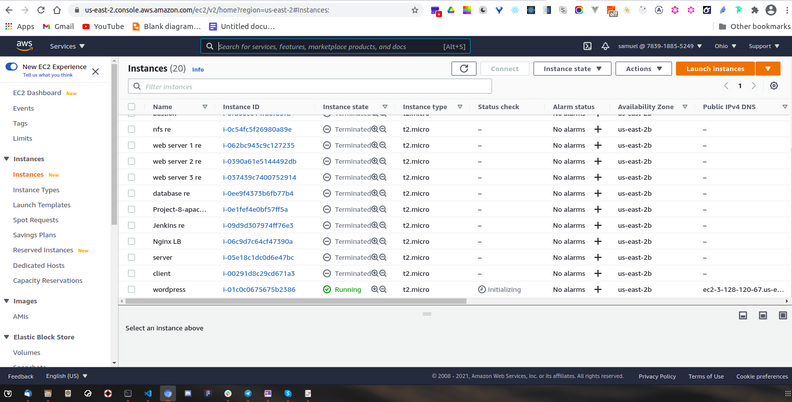 us-east-2.console.aws.amazon.com/ec2/v2/home?region=us-east-2#Instances:
Apps Gmail YouTube Blank diagram... Untitled docu... Other bookmarks
aws Services Search for services, features, marketplace products, and docs [Alt+S] samuel @ 7839-1885-5249 Ohio Support
New EC2 Experience
Tell us what you think
EC2 Dashboard New
Events
Tags
Limits
Instances
Instances New
Instance Types
Launch Templates
Spot Requests
Savings Plans
Reserved Instances New
Dedicated Hosts
Capacity Reservations
Images
AMIs
Elastic Block Store
Volumes
Instances (20) Info Connect Instance state Actions Launch instances
Filter instances 1
Name Instance ID Instance state Instance type Status check Alarm status Availability Zone Public IPv4 DNS
nfs re i-0c54fc5f26980a89e Terminated t2.micro – No alarms + us-east-2b –
web server 1 re i-062bc943c9c127235 Terminated t2.micro – No alarms + us-east-2b –
web server 2 re i-0390a61e5144492db Terminated t2.micro – No alarms + us-east-2b –
web server 3 re i-037439c7400752914 Terminated t2.micro – No alarms + us-east-2b –
database re i-0ee9f4373b6fb77b4 Terminated t2.micro – No alarms + us-east-2b –
Project-8-apac... i-0e1fef4e0bf57ff5a Terminated t2.micro – No alarms + us-east-2b –
Jenkins re i-09d9d307974ff76e3 Terminated t2.micro – No alarms + us-east-2b –
Nginx LB i-06c9d7c64cf47390a Terminated t2.micro – No alarms + us-east-2b –
server i-05e18c1dc0d6e47bc Terminated t2.micro – No alarms + us-east-2b –
client i-00291d8c29cd671a3 Terminated t2.micro – No alarms + us-east-2b –
wordpress i-01c0c0675675b2386 Running t2.micro Initializing No alarms + us-east-2b ec2-3-128-120-67.us-e...
Select an instance above
Feedback English (US) © 2008 - 2021, Amazon Web Services, Inc. or its affiliates. All rights reserved. Privacy Policy Terms of Use Cookie preferences